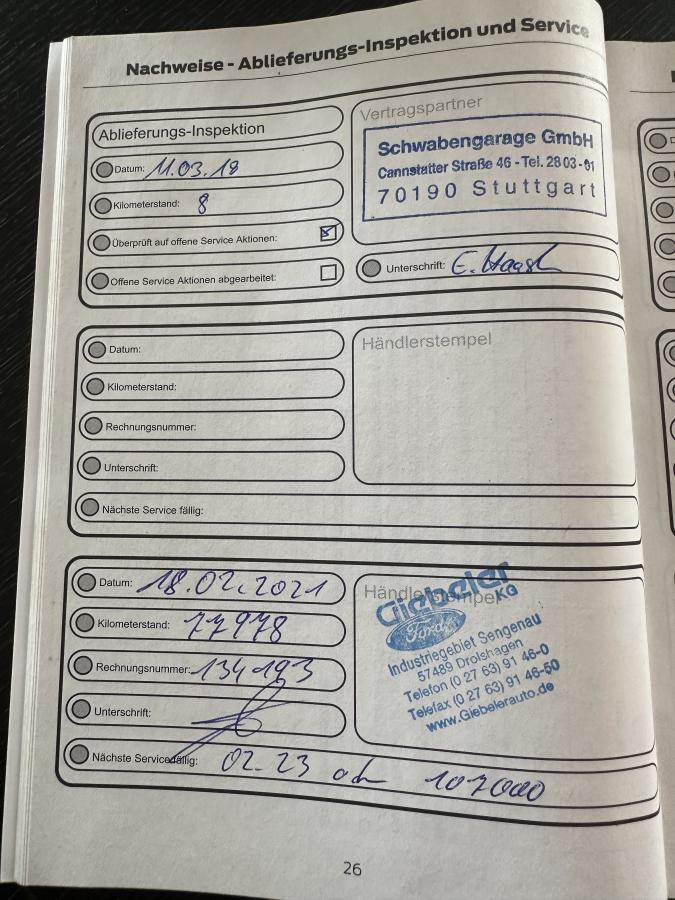 Nachweise - Ablieferungs-Inspektion und Service
Ablieferungs-Inspektion
Datum: 11.03.19
Kilometerstand: 8
Überprüft auf offene Service Aktionen:
Offene Service Aktionen abgearbeitet:
Vertragspartner
Schwabengarage GmbH
Cannstatter Straße 46 - Tel. 28 03-61
70190 Stuttgart
Unterschrift:
Datum:
Kilometerstand:
Rechnungsnummer:
Unterschrift:
Nächste Service fällig:
Händlerstempel
Datum: 18.02.2021
Kilometerstand: 77978
Rechnungsnummer: 134193
Unterschrift:
Nächste Service fällig: 02.23 107000
Händlerstempel
Giebeler KG
Ford
Industriegebiet Sengenau
57489 Drolshagen
Telefon (0 27 63) 91 46-0
Telefax (0 27 63) 91 46-50
www.Giebelerauto.de
26